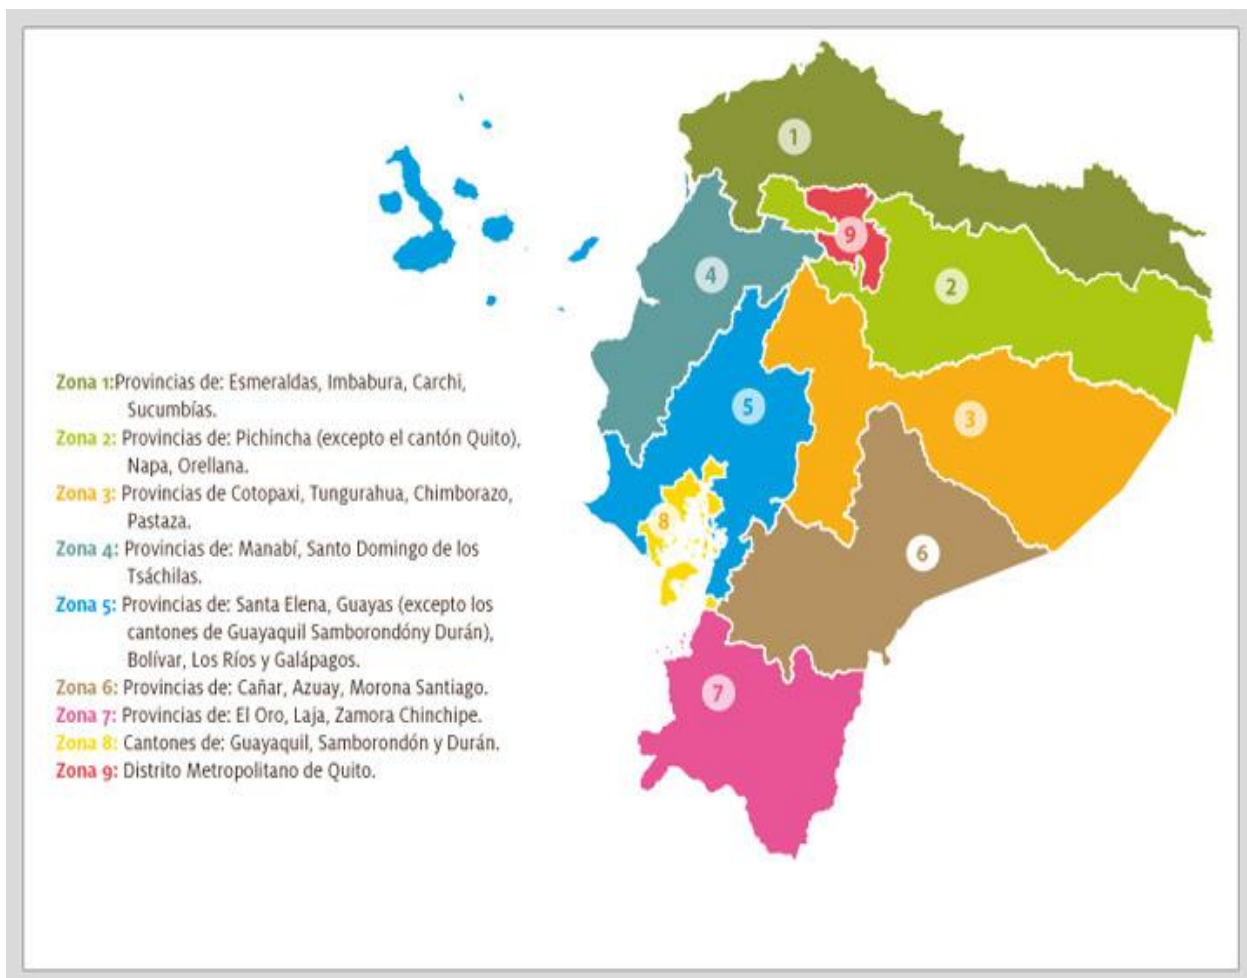 Zona 1:Provincias de: Esmeraldas, Imbabura, Carchi,
Sucumbías.
Zona 2: Provincias de: Pichincha (excepto el cantón Quito),
Napa, Orellana.
Zona 3: Provincias de Cotopaxi, Tungurahua, Chimborazo,
Pastaza.
Zona 4: Provincias de: Manabí, Santo Domingo de los
Tsáchilas.
Zona 5: Provincias de: Santa Elena, Guayas (excepto los
cantones de Guayaquil Samborondóny Durán),
Bolívar, Los Ríos y Galápagos.
Zona 6: Provincias de: Cañar, Azuay, Morona Santiago.
Zona 7: Provincias de: El Oro, Laja, Zamora Chinchipe.
Zona 8: Cantones de: Guayaquil, Samborondón y Durán.
Zona 9: Distrito Metropolitano de Quito.
1
9
4
2
5
3
8
6
7